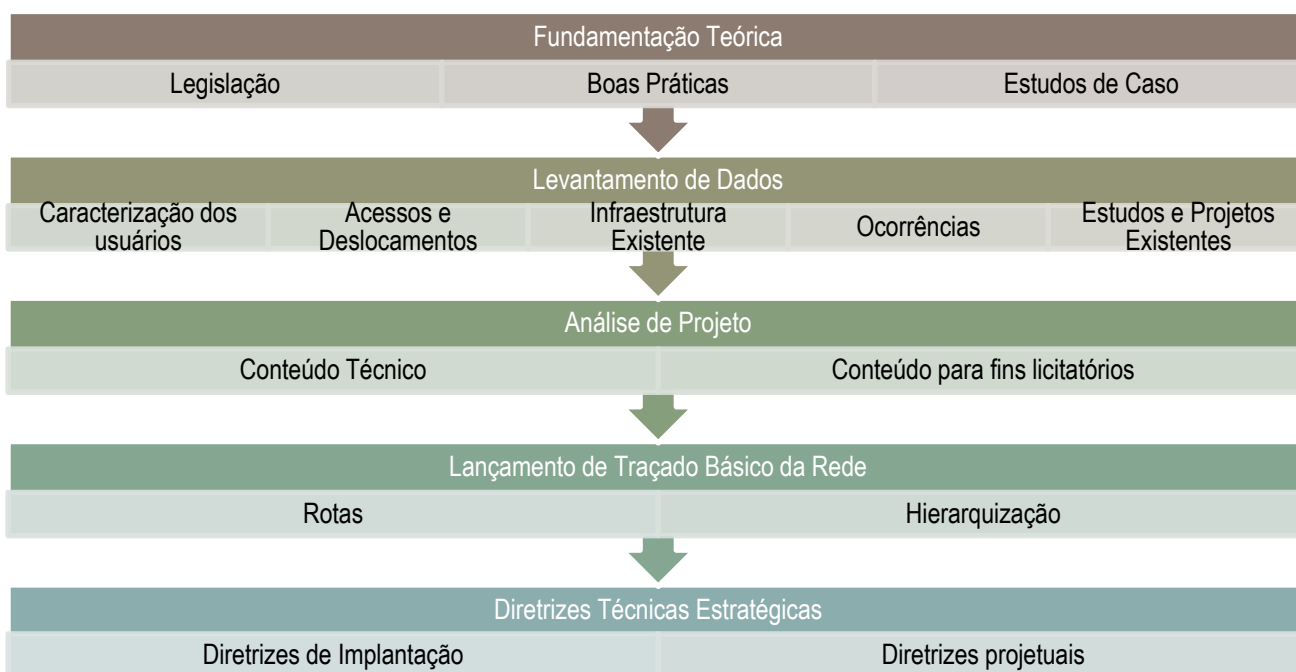 Fundamentação Teórica
Legislação
Boas Práticas
Estudos de Caso
Levantamento de Dados
Caracterização dos
usuários
Acessos e
Deslocamentos
Infraestrutura
Existente
Ocorrências
Estudos e Projetos
Existentes
Análise de Projeto
Conteúdo Técnico
Conteúdo para fins licitatórios
Lançamento de Traçado Básico da Rede
Rotas
Hierarquização
Diretrizes Técnicas Estratégicas
Diretrizes de Implantação
Diretrizes projetuais